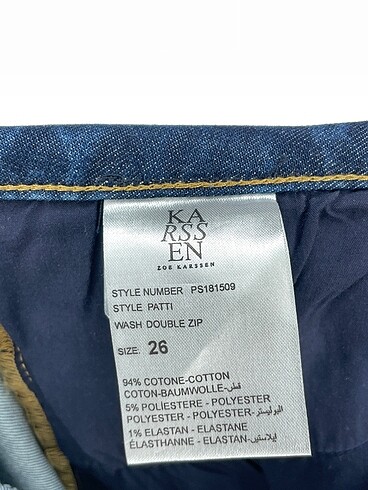 KA
RSS
EN
ZOE KARSSEN
STYLE NUMBER PS181509
STYLE PATTI
WASH DOUBLE ZIP
SIZE: 26
94% COTONE-COTTON
COTON-BAUMWOLLE- قطن
5% POLIESTERE - POLYESTER
POLYESTER - POLYESTER البوليستر
1% ELASTAN - ELASTANE
ÉLASTHANNE - ELASTAN إيلاستين